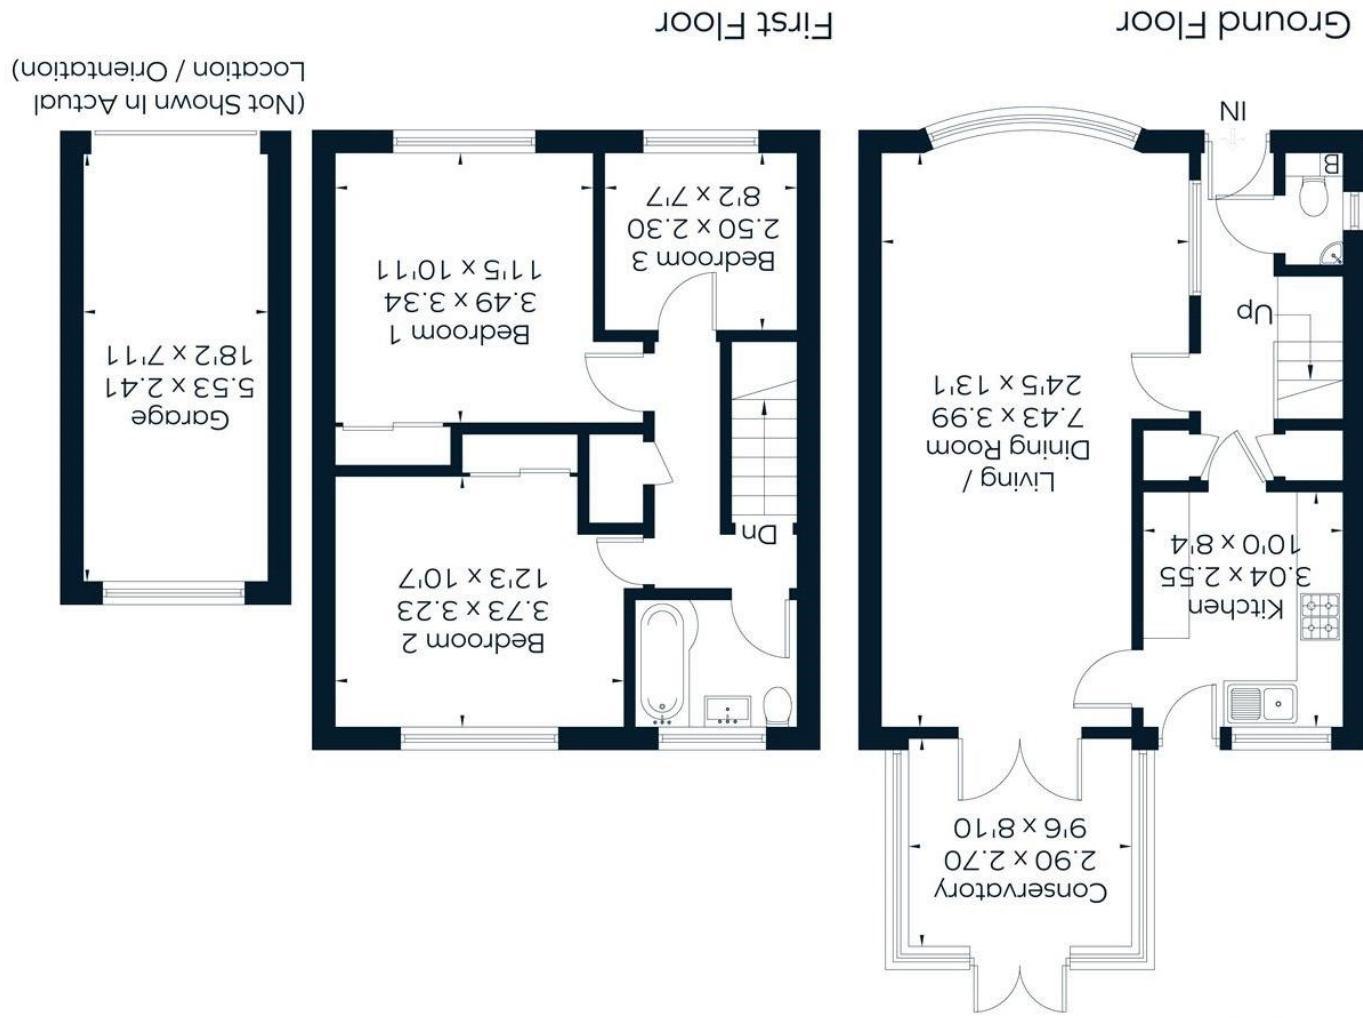 Ground Floor
IN
B
Up
Living /
Dining Room
7.43 x 3.99
24'5 x 13'1
Kitchen
3.04 x 2.55
10'0 x 8'4
Conservatory
2.90 x 2.70
9'6 x 8'10
First Floor
Bedroom 3
2.50 x 2.30
8'2 x 7'7
Bedroom 1
3.49 x 3.34
11'5 x 10'11
Dn
Bedroom 2
3.73 x 3.23
12'3 x 10'7
(Not Shown In Actual
Location / Orientation)
Garage
5.53 x 2.41
18'2 x 7'11